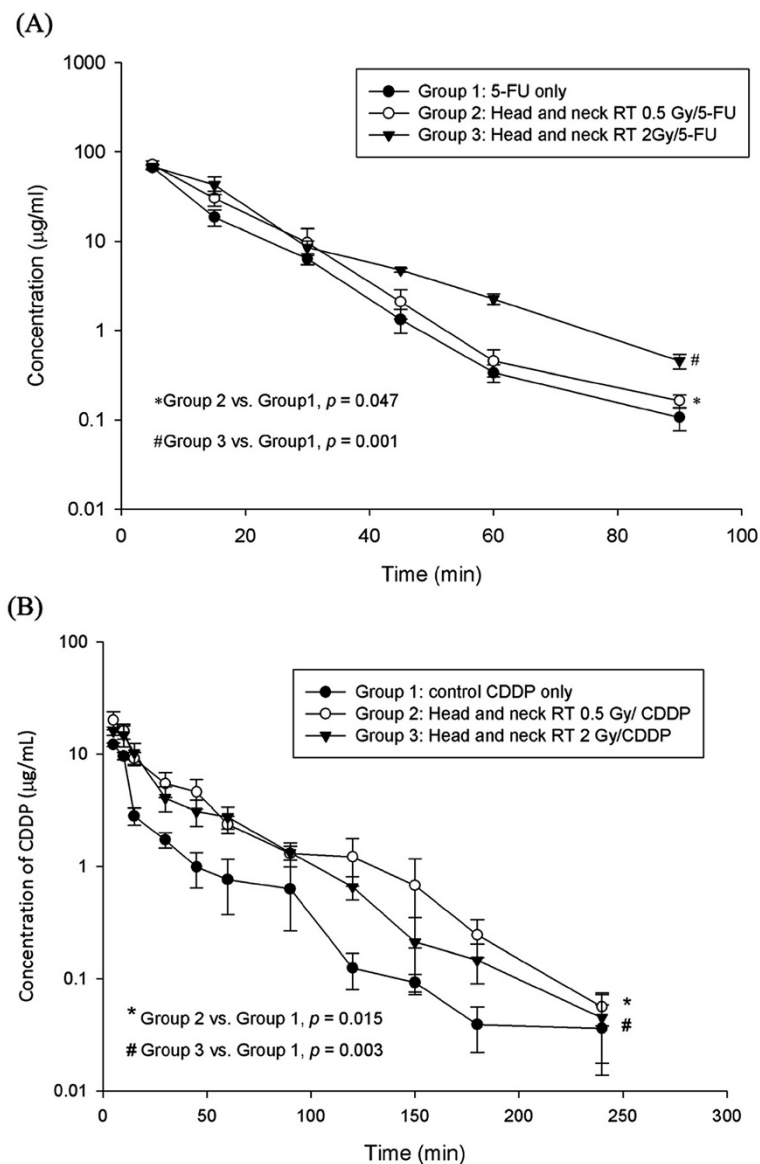 (A)
1000
Group 1: 5-FU only
Group 2: Head and neck RT 0.5 Gy/5-FU
Group 3: Head and neck RT 2Gy/5-FU
100
10
1
0.1
0.01
Concentration (µg/ml)
#
*
*Group 2 vs. Group1, p = 0.047
#Group 3 vs. Group1, p = 0.001
0 20 40 60 80 100
Time (min)
(B)
100
Group 1: control CDDP only
Group 2: Head and neck RT 0.5 Gy/ CDDP
Group 3: Head and neck RT 2 Gy/CDDP
10
1
0.1
0.01
Concentration of CDDP (µg/mL)
*
#
* Group 2 vs. Group 1, p = 0.015
# Group 3 vs. Group 1, p = 0.003
0 50 100 150 200 250 300
Time (min)